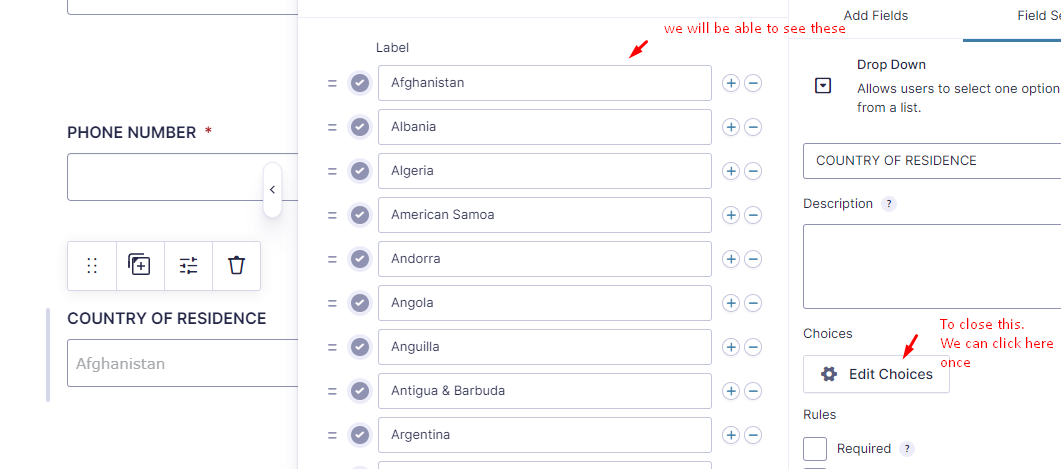 PHONE NUMBER *
COUNTRY OF RESIDENCE
Afghanistan
we will be able to see these
Label
Afghanistan
Albania
Algeria
American Samoa
Andorra
Angola
Anguilla
Antigua & Barbuda
Argentina
Add Fields
Field Se
Drop Down
Allows users to select one option
from a list.
COUNTRY OF RESIDENCE
Description ?
Choices
To close this.
We can click here
once
Edit Choices
Rules
Required ?